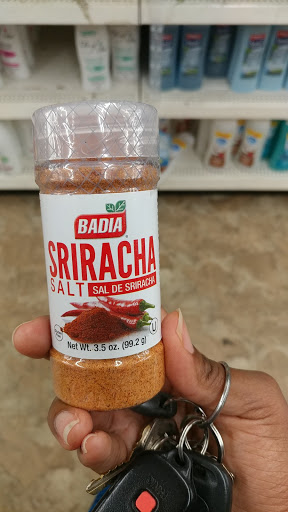 BADIA
SRIRACHA
SALT SAL DE SRIRACHA
Net Wt. 3.5 oz. (99.2 g)
U